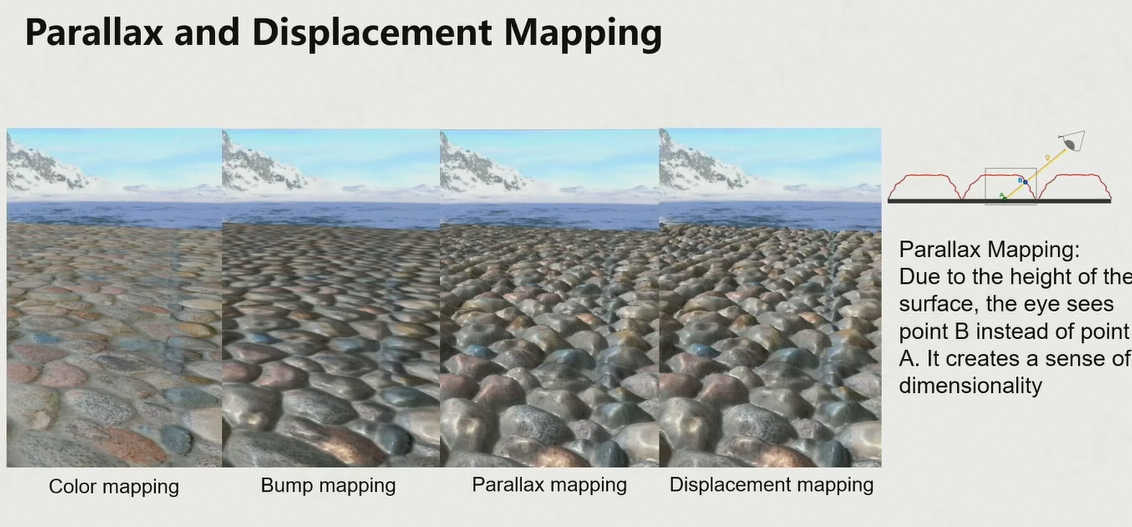 Parallax and Displacement Mapping
Parallax Mapping:
Due to the height of the
surface, the eye sees
point B instead of point
A. It creates a sense of
dimensionality
Color mapping
Bump mapping
Parallax mapping
Displacement mapping